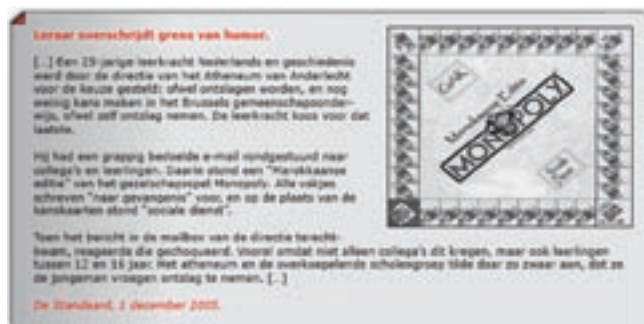 Leraar overschrijdt grens van humor.
[...] Een 29-jarige leerkracht Nederlands en geschiedenis
werd door de directie van het Atheneum van Anderlecht
voor de keuze gesteld: ofwel ontslagen worden, en nog
weinig kans maken in het Brussels gemeenschapsonder-
wijs, ofwel zelf ontslag nemen. De leerkracht koos voor dat
laatste.
Hij had een grappig bedoelde e-mail rondgestuurd naar
collega's en leerlingen. Daarin stond een "Marokkaanse
editie" van het gezelschapsspel Monopoly. Alle vakjes
schreven "naar gevangenis" voor, en op de plaats van de
kanskaarten stond "sociale dienst".
Toen het bericht in de mailbox van de directie terecht-
kwam, reageerde die gechoqueerd. Vooral omdat niet alleen collega's dit kregen, maar ook leerlingen
tussen 12 en 16 jaar. Het atheneum en de overkoepelende scholengroep tilde daar zo zwaar aan, dat ze
de jongeman vroegen ontslag te nemen. [...]
De Standaard, 1 december 2005.
MONOPOLY